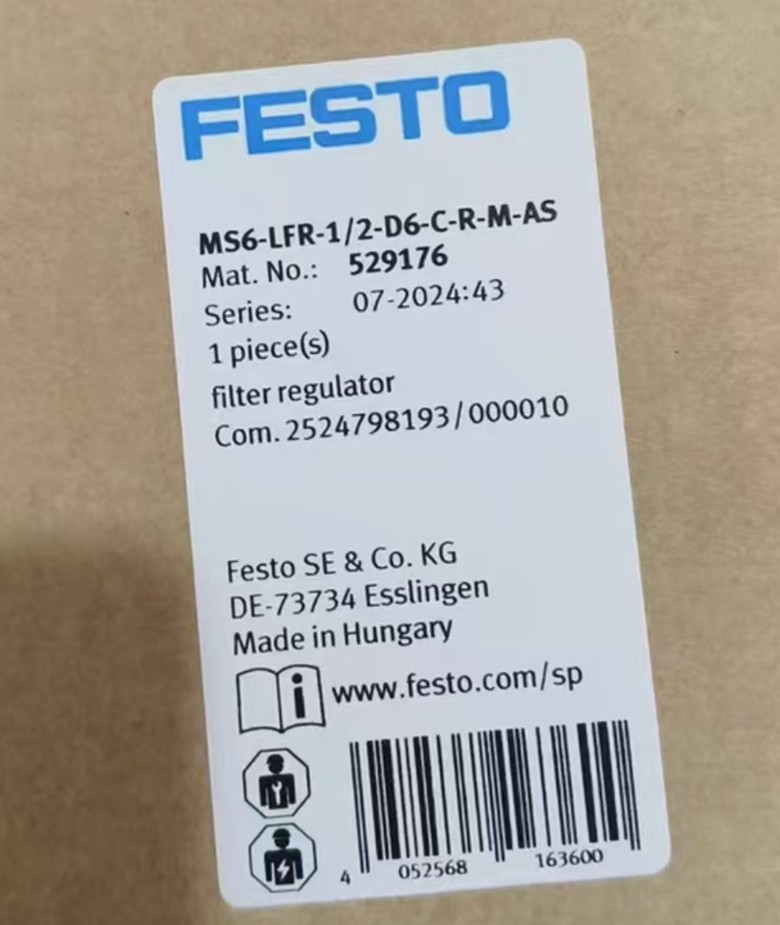 FESTO
MS6-LFR-1/2-D6-C-R-M-AS
Mat. No.: 529176
Series: 07-2024:43
1 piece(s)
filter regulator
Com. 2524798193/000010
Festo SE & Co. KG
DE-73734 Esslingen
Made in Hungary
i www.festo.com/sp
4 052568 163600